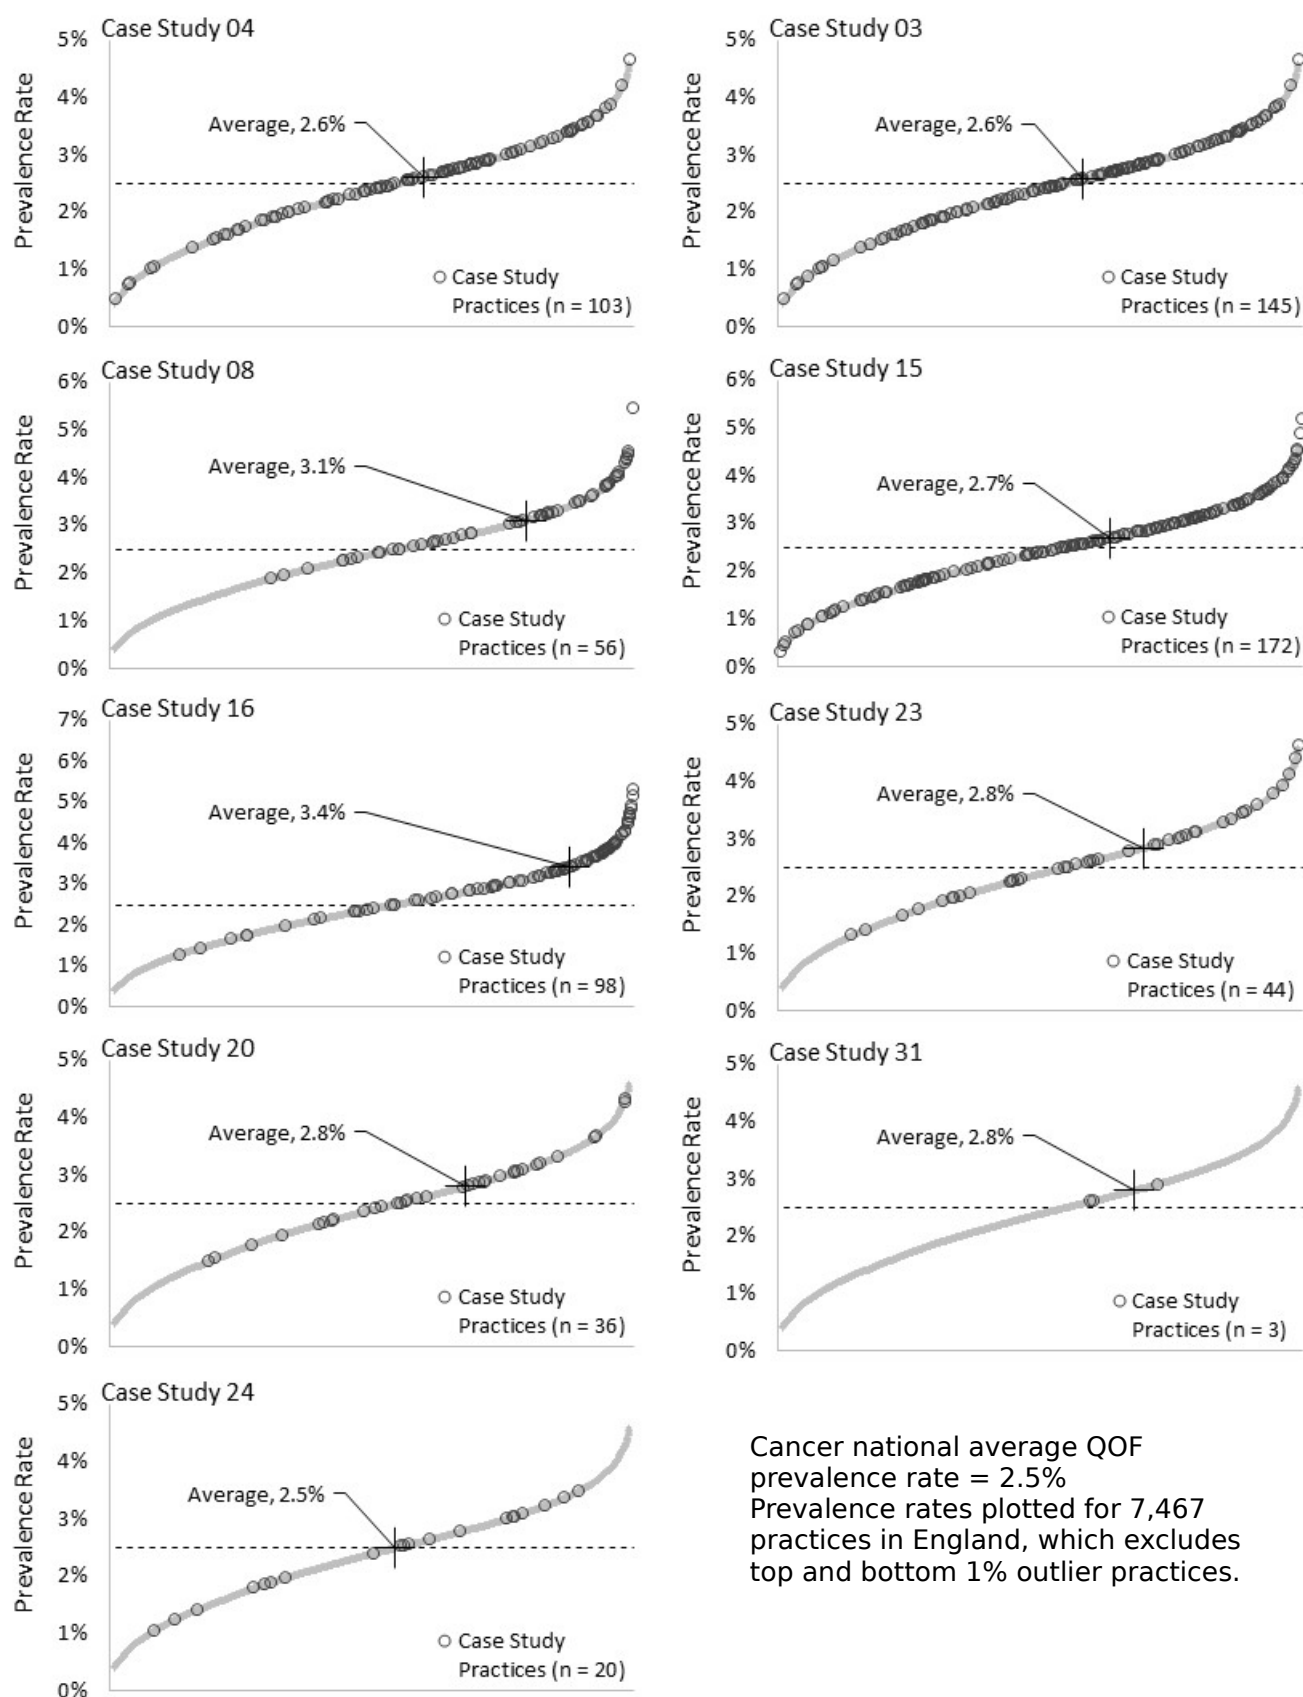 Case Study 04
5%
4%
3%
2%
1%
0%
Prevalence Rate
Average, 2.6%
Case Study
Practices (n = 103)
Case Study 03
5%
4%
3%
2%
1%
0%
Prevalence Rate
Average, 2.6%
Case Study
Practices (n = 145)
Case Study 08
6%
5%
4%
3%
2%
1%
0%
Prevalence Rate
Average, 3.1%
Case Study
Practices (n = 56)
Case Study 15
6%
5%
4%
3%
2%
1%
0%
Prevalence Rate
Average, 2.7%
Case Study
Practices (n = 172)
Case Study 16
7%
6%
5%
4%
3%
2%
1%
0%
Prevalence Rate
Average, 3.4%
Case Study
Practices (n = 98)
Case Study 23
5%
4%
3%
2%
1%
0%
Prevalence Rate
Average, 2.8%
Case Study
Practices (n = 44)
Case Study 20
5%
4%
3%
2%
1%
0%
Prevalence Rate
Average, 2.8%
Case Study
Practices (n = 36)
Case Study 31
5%
4%
3%
2%
1%
0%
Prevalence Rate
Average, 2.8%
Case Study
Practices (n = 3)
Case Study 24
5%
4%
3%
2%
1%
0%
Prevalence Rate
Average, 2.5%
Case Study
Practices (n = 20)
Cancer national average QOF
prevalence rate = 2.5%
Prevalence rates plotted for 7,467
practices in England, which excludes
top and bottom 1% outlier practices.